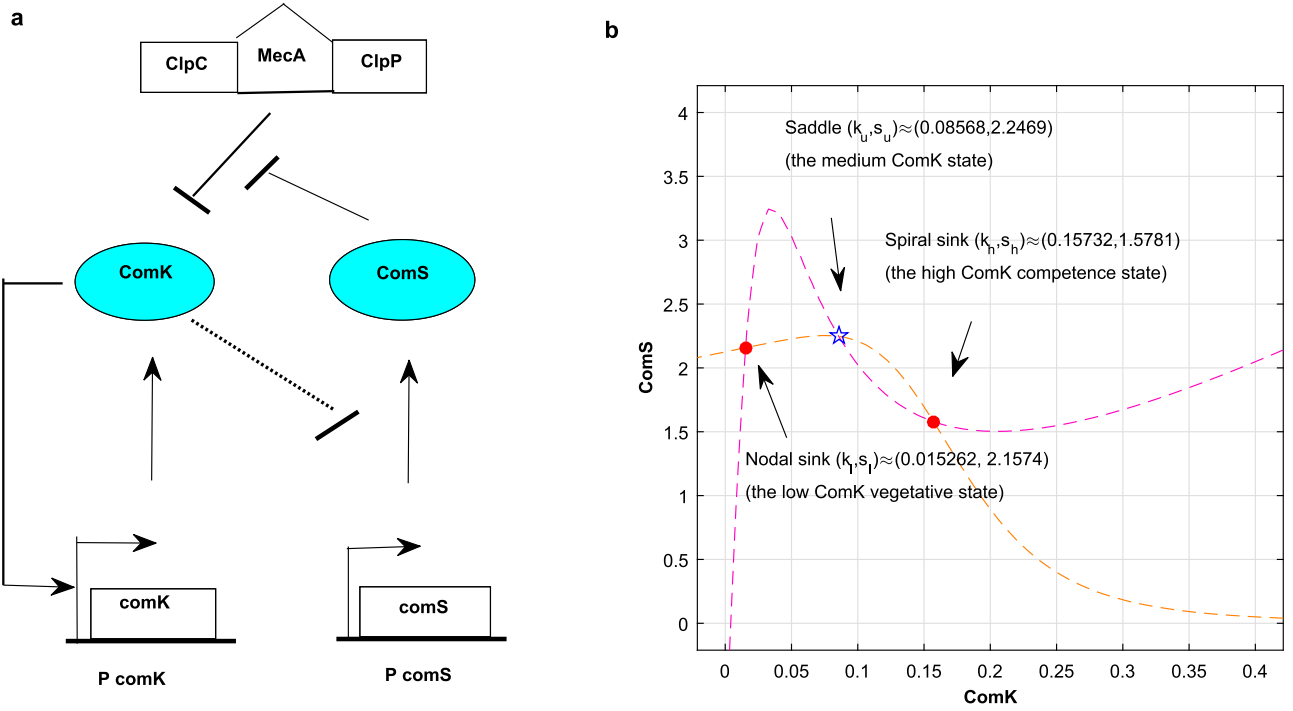 a
ClpC
MecA
ClpP
ComK
ComS
comK
comS
P comK
P comS
b
ComS
4
3.5
3
2.5
2
1.5
1
0.5
0
Saddle (ku,su)≈(0.08568,2.2469)
(the medium ComK state)
Spiral sink (kh,sh)≈(0.15732,1.5781)
(the high ComK competence state)
Nodal sink (kl,sl)≈(0.015262, 2.1574)
(the low ComK vegetative state)
0 0.05 0.1 0.15 0.2 0.25 0.3 0.35 0.4
ComK